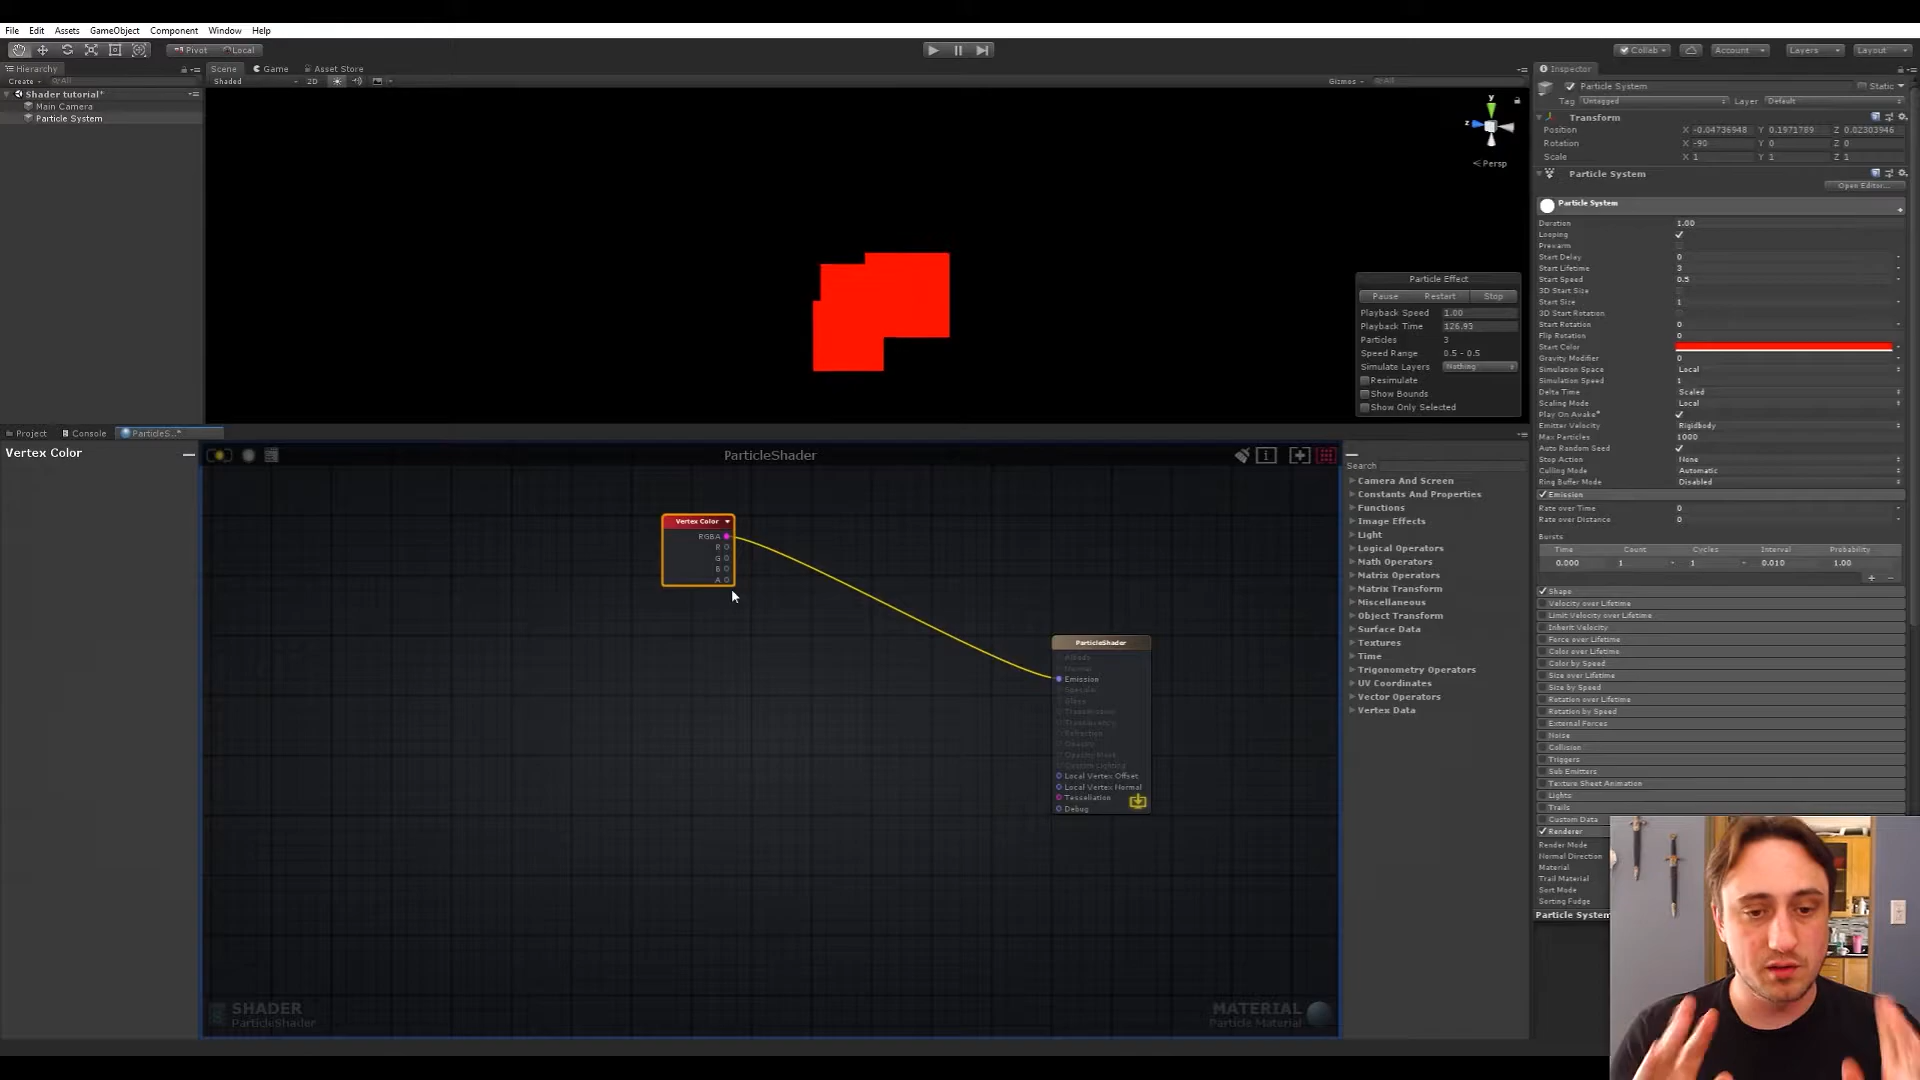 File Edit Assets GameObject Component Window Help
Pivot Local
Collab Account Layers Layout
Hierarchy
Create All
Shader tutorial*
Main Camera
Particle System
Scene Game Asset Store
Shaded 2D Gizmos All
y
z
< Persp
Particle Effect
Pause Restart Stop
Playback Speed 1.00
Playback Time 126.95
Particles 3
Speed Range 0.5 - 0.5
Simulate Layers Nothing
Resimulate
Show Bounds
Show Only Selected
Project Console ParticleS...*
Vertex Color
ParticleShader
Vertex Color
RGBA
R
G
B
A
ParticleShader
Albedo
Normal
Emission
Specular
Gloss
Transmission
Translucency
Refraction
Opacity
Opacity Mask
Custom Lighting
Local Vertex Offset
Local Vertex Normal
Tessellation
Debug
SHADER
ParticleShader
MATERIAL
Particle Material
Search
Camera And Screen
Constants And Properties
Functions
Image Effects
Light
Logical Operators
Math Operators
Matrix Operators
Matrix Transform
Miscellaneous
Object Transform
Surface Data
Textures
Time
Trigonometry Operators
UV Coordinates
Vector Operators
Vertex Data
Inspector
Particle System Static
Tag Untagged Layer Default
Transform
Position X -0.04736948 Y 0.1971789 Z 0.02303946
Rotation X -90 Y 0 Z 0
Scale X 1 Y 1 Z 1
Particle System
Open Editor...
Particle System
Duration 1.00
Looping
Prewarm
Start Delay 0
Start Lifetime 3
Start Speed 0.5
3D Start Size
Start Size 1
3D Start Rotation
Start Rotation 0
Flip Rotation 0
Start Color
Gravity Modifier 0
Simulation Space Local
Simulation Speed 1
Delta Time Scaled
Scaling Mode Local
Play On Awake*
Emitter Velocity Rigidbody
Max Particles 1000
Auto Random Seed
Stop Action None
Culling Mode Automatic
Ring Buffer Mode Disabled
Emission
Rate over Time 0
Rate over Distance 0
Bursts
Time Count Cycles Interval Probability
0.000 1 1 0.010 1.00
Shape
Velocity over Lifetime
Limit Velocity over Lifetime
Inherit Velocity
Force over Lifetime
Color over Lifetime
Color by Speed
Size over Lifetime
Size by Speed
Rotation over Lifetime
Rotation by Speed
External Forces
Noise
Collision
Triggers
Sub Emitters
Texture Sheet Animation
Lights
Trails
Custom Data
Renderer
Render Mode
Normal Direction
Material
Trail Material
Sort Mode
Sorting Fudge
Particle System